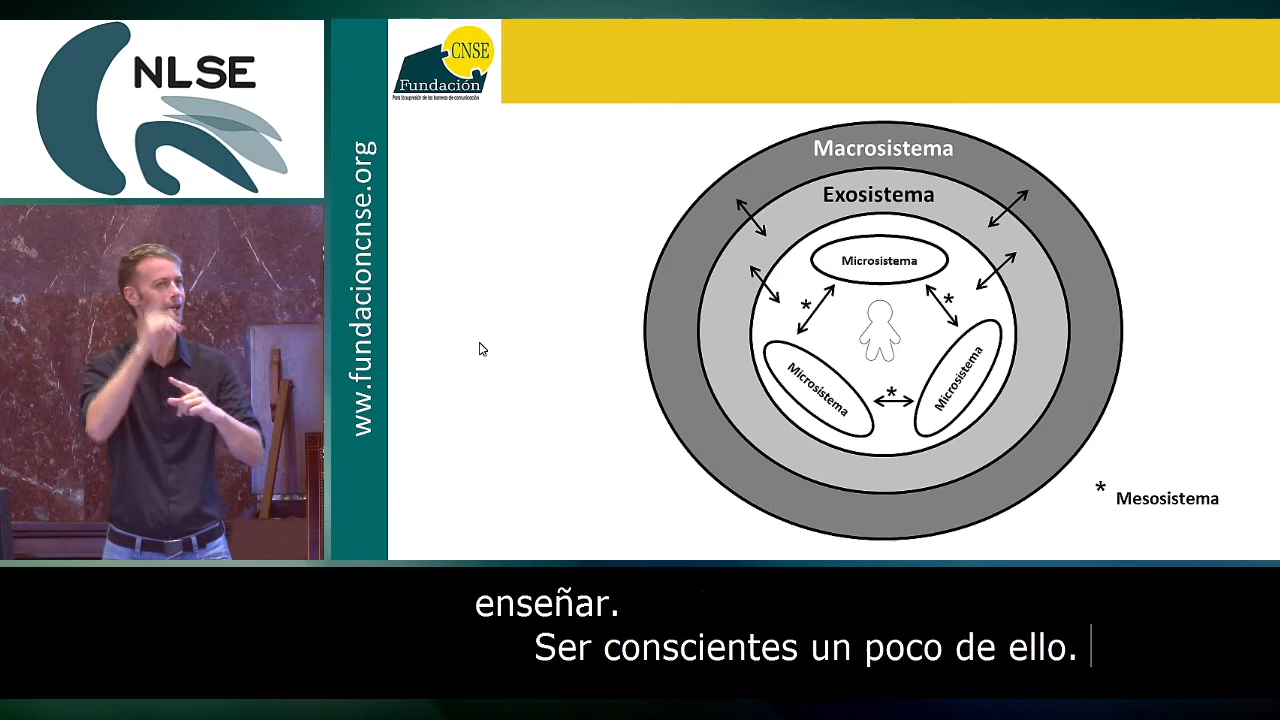 NLSE
CNSE
Fundación
Para la supresión de las barreras de comunicación
www.fundacioncnse.org
Macrosistema
Exosistema
Microsistema
Microsistema
Microsistema
*
*
*
* Mesosistema
enseñar.
Ser conscientes un poco de ello.